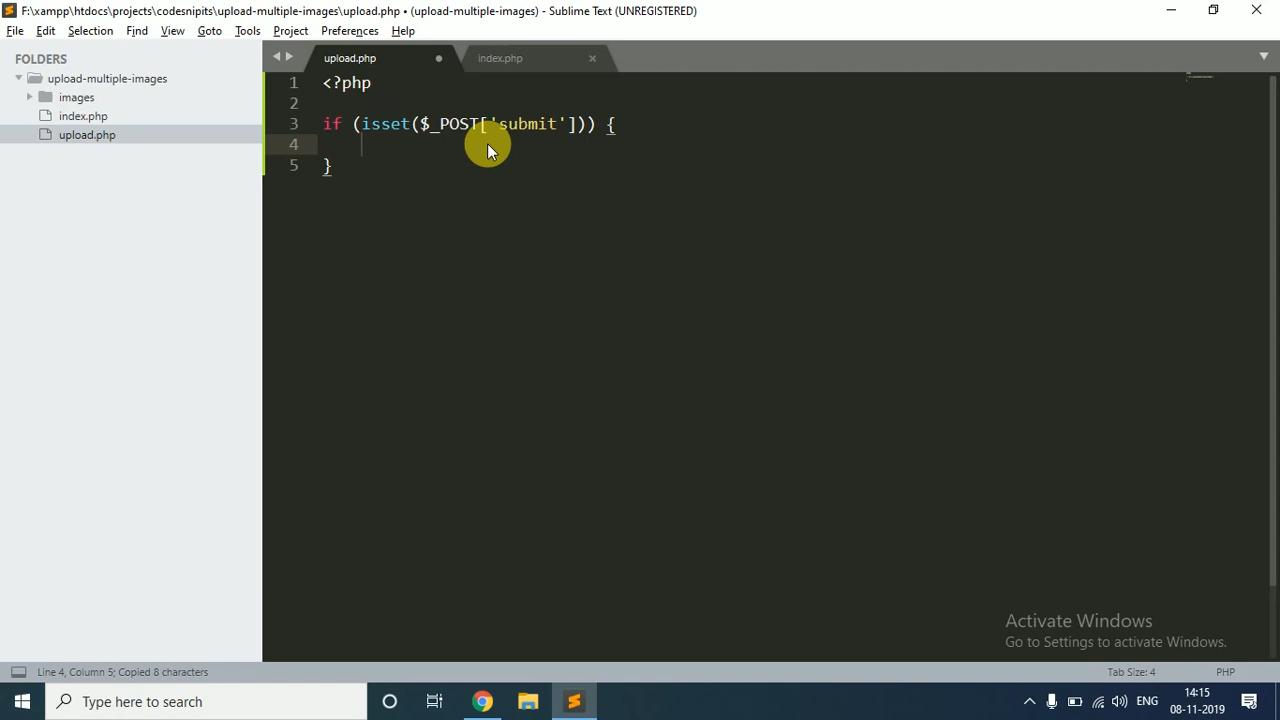 F:\xampp\htdocs\projects\codesnipits\upload-multiple-images\upload.php • (upload-multiple-images) - Sublime Text (UNREGISTERED)
File Edit Selection Find View Goto Tools Project Preferences Help
FOLDERS
upload-multiple-images
images
index.php
upload.php
upload.php index.php
1 <?php
2
3 if (isset($_POST['submit'])) {
4
5 }
Activate Windows
Go to Settings to activate Windows.
Line 4, Column 5; Copied 8 characters Tab Size: 4 PHP
Type here to search
ENG
14:15
08-11-2019